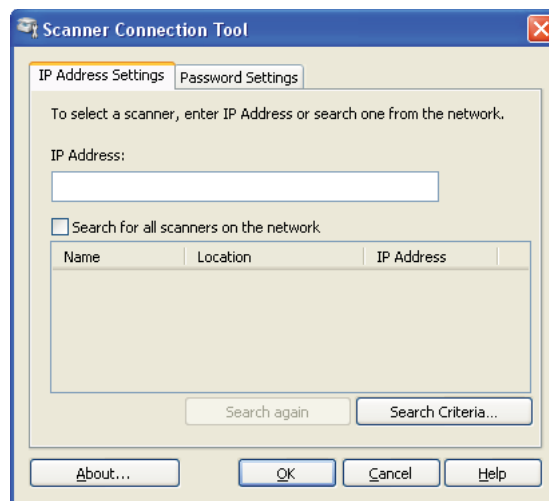 Scanner Connection Tool
IP Address Settings Password Settings
To select a scanner, enter IP Address or search one from the network.
IP Address:
Search for all scanners on the network
Name Location IP Address
Search again Search Criteria...
About... OK Cancel Help